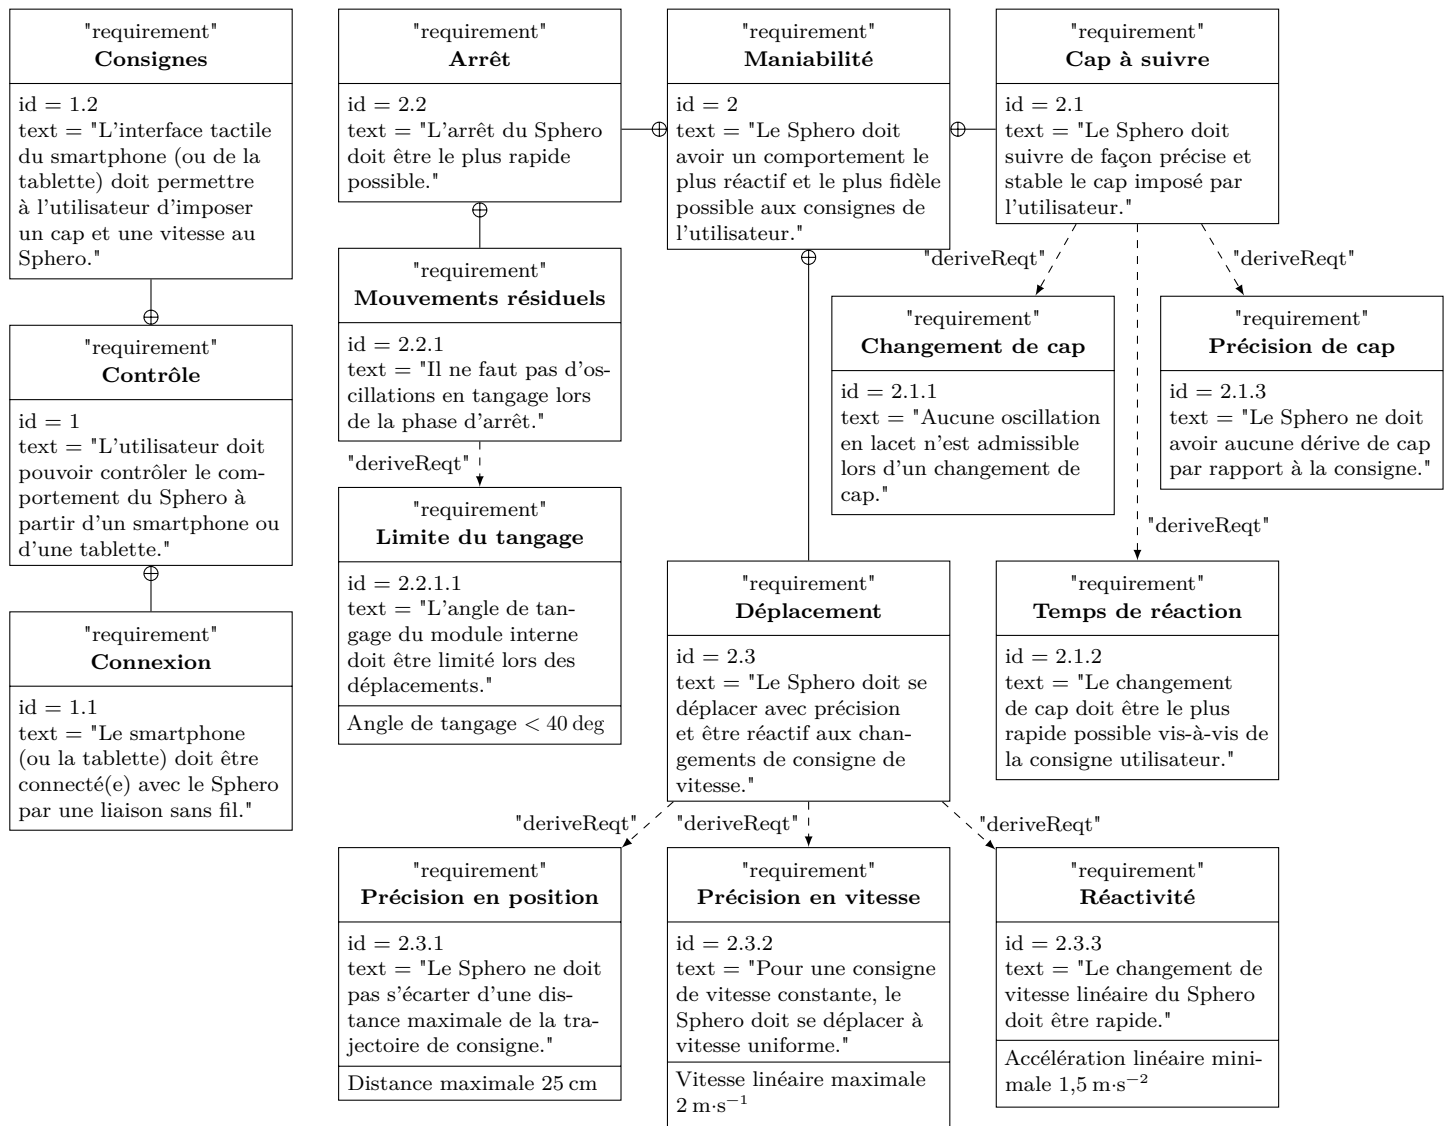 "requirement"
Consignes
id = 1.2
text = "L'interface tactile
du smartphone (ou de la
tablette) doit permettre
à l'utilisateur d'imposer
un cap et une vitesse au
Sphero."
"requirement"
Contrôle
id = 1
text = "L'utilisateur doit
pouvoir contrôler le com-
portement du Sphero à
partir d'un smartphone ou
d'une tablette."
"requirement"
Connexion
id = 1.1
text = "Le smartphone
(ou la tablette) doit être
connecté(e) avec le Sphero
par une liaison sans fil."
"requirement"
Arrêt
id = 2.2
text = "L'arrêt du Sphero
doit être le plus rapide
possible."
"requirement"
Mouvements résiduels
id = 2.2.1
text = "Il ne faut pas d'os-
cillations en tangage lors
de la phase d'arrêt."
"deriveReqt"
"requirement"
Limite du tangage
id = 2.2.1.1
text = "L'angle de tan-
gage du module interne
doit être limité lors des
déplacements."
Angle de tangage < 40 deg
"requirement"
Maniabilité
id = 2
text = "Le Sphero doit
avoir un comportement le
plus réactif et le plus fidèle
possible aux consignes de
l'utilisateur."
"requirement"
Cap à suivre
id = 2.1
text = "Le Sphero doit
suivre de façon précise et
stable le cap imposé par
l'utilisateur."
"deriveReqt"
"deriveReqt"
"requirement"
Changement de cap
id = 2.1.1
text = "Aucune oscillation
en lacet n'est admissible
lors d'un changement de
cap."
"requirement"
Précision de cap
id = 2.1.3
text = "Le Sphero ne doit
avoir aucune dérive de cap
par rapport à la consigne."
"deriveReqt"
"requirement"
Déplacement
id = 2.3
text = "Le Sphero doit se
déplacer avec précision
et être réactif aux chan-
gements de consigne de
vitesse."
"requirement"
Temps de réaction
id = 2.1.2
text = "Le changement
de cap doit être le plus
rapide possible vis-à-vis de
la consigne utilisateur."
"deriveReqt"
"deriveReqt"
"deriveReqt"
"requirement"
Précision en position
id = 2.3.1
text = "Le Sphero ne doit
pas s'écarter d'une dis-
tance maximale de la tra-
jectoire de consigne."
Distance maximale 25 cm
"requirement"
Précision en vitesse
id = 2.3.2
text = "Pour une consigne
de vitesse constante, le
Sphero doit se déplacer à
vitesse uniforme."
Vitesse linéaire maximale
2 m·s⁻¹
"requirement"
Réactivité
id = 2.3.3
text = "Le changement de
vitesse linéaire du Sphero
doit être rapide."
Accélération linéaire mini-
male 1,5 m·s⁻²